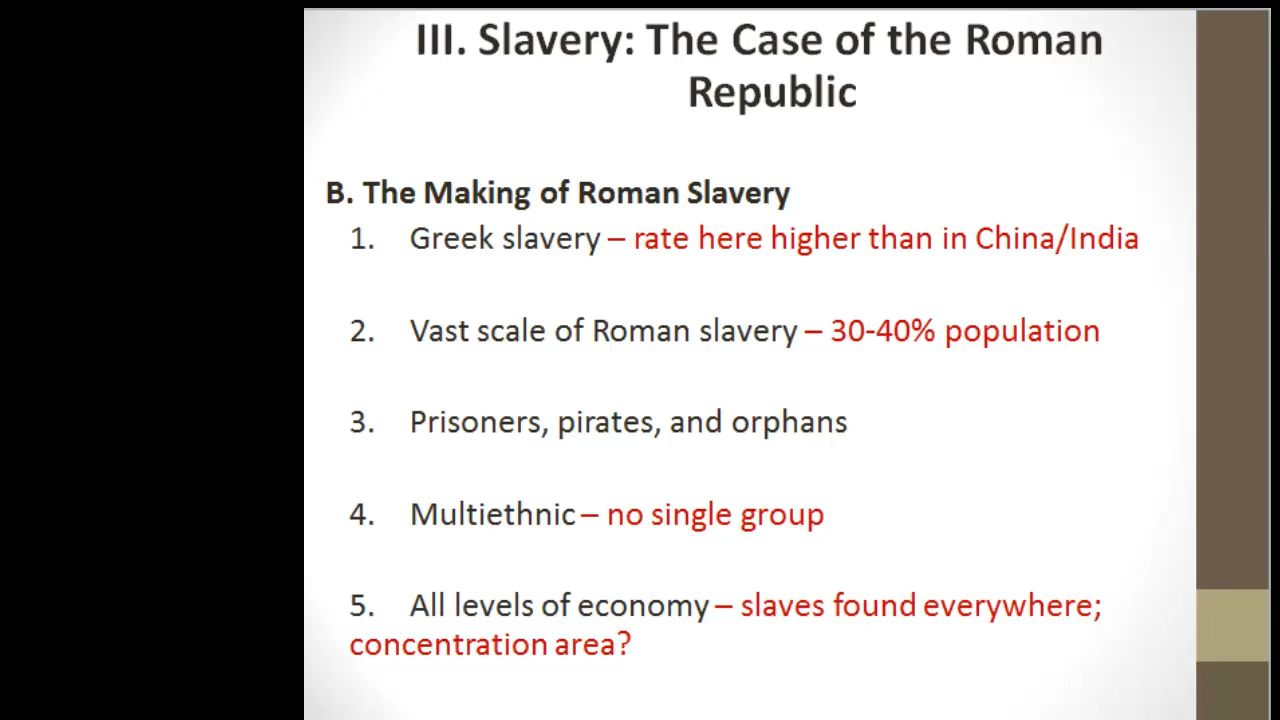 III. Slavery: The Case of the Roman
Republic
B. The Making of Roman Slavery
1. Greek slavery – rate here higher than in China/India
2. Vast scale of Roman slavery – 30-40% population
3. Prisoners, pirates, and orphans
4. Multiethnic – no single group
5. All levels of economy – slaves found everywhere;
concentration area?